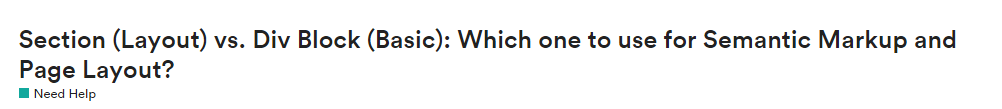 Section (Layout) vs. Div Block (Basic): Which one to use for Semantic Markup and
Page Layout?
Need Help